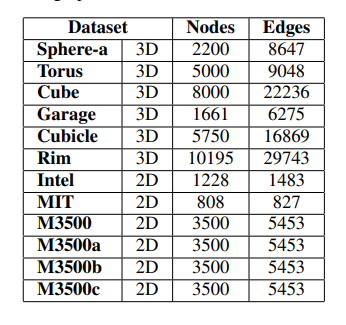 Dataset Nodes Edges
Sphere-a 3D 2200 8647
Torus 3D 5000 9048
Cube 3D 8000 22236
Garage 3D 1661 6275
Cubicle 3D 5750 16869
Rim 3D 10195 29743
Intel 2D 1228 1483
MIT 2D 808 827
M3500 2D 3500 5453
M3500a 2D 3500 5453
M3500b 2D 3500 5453
M3500c 2D 3500 5453